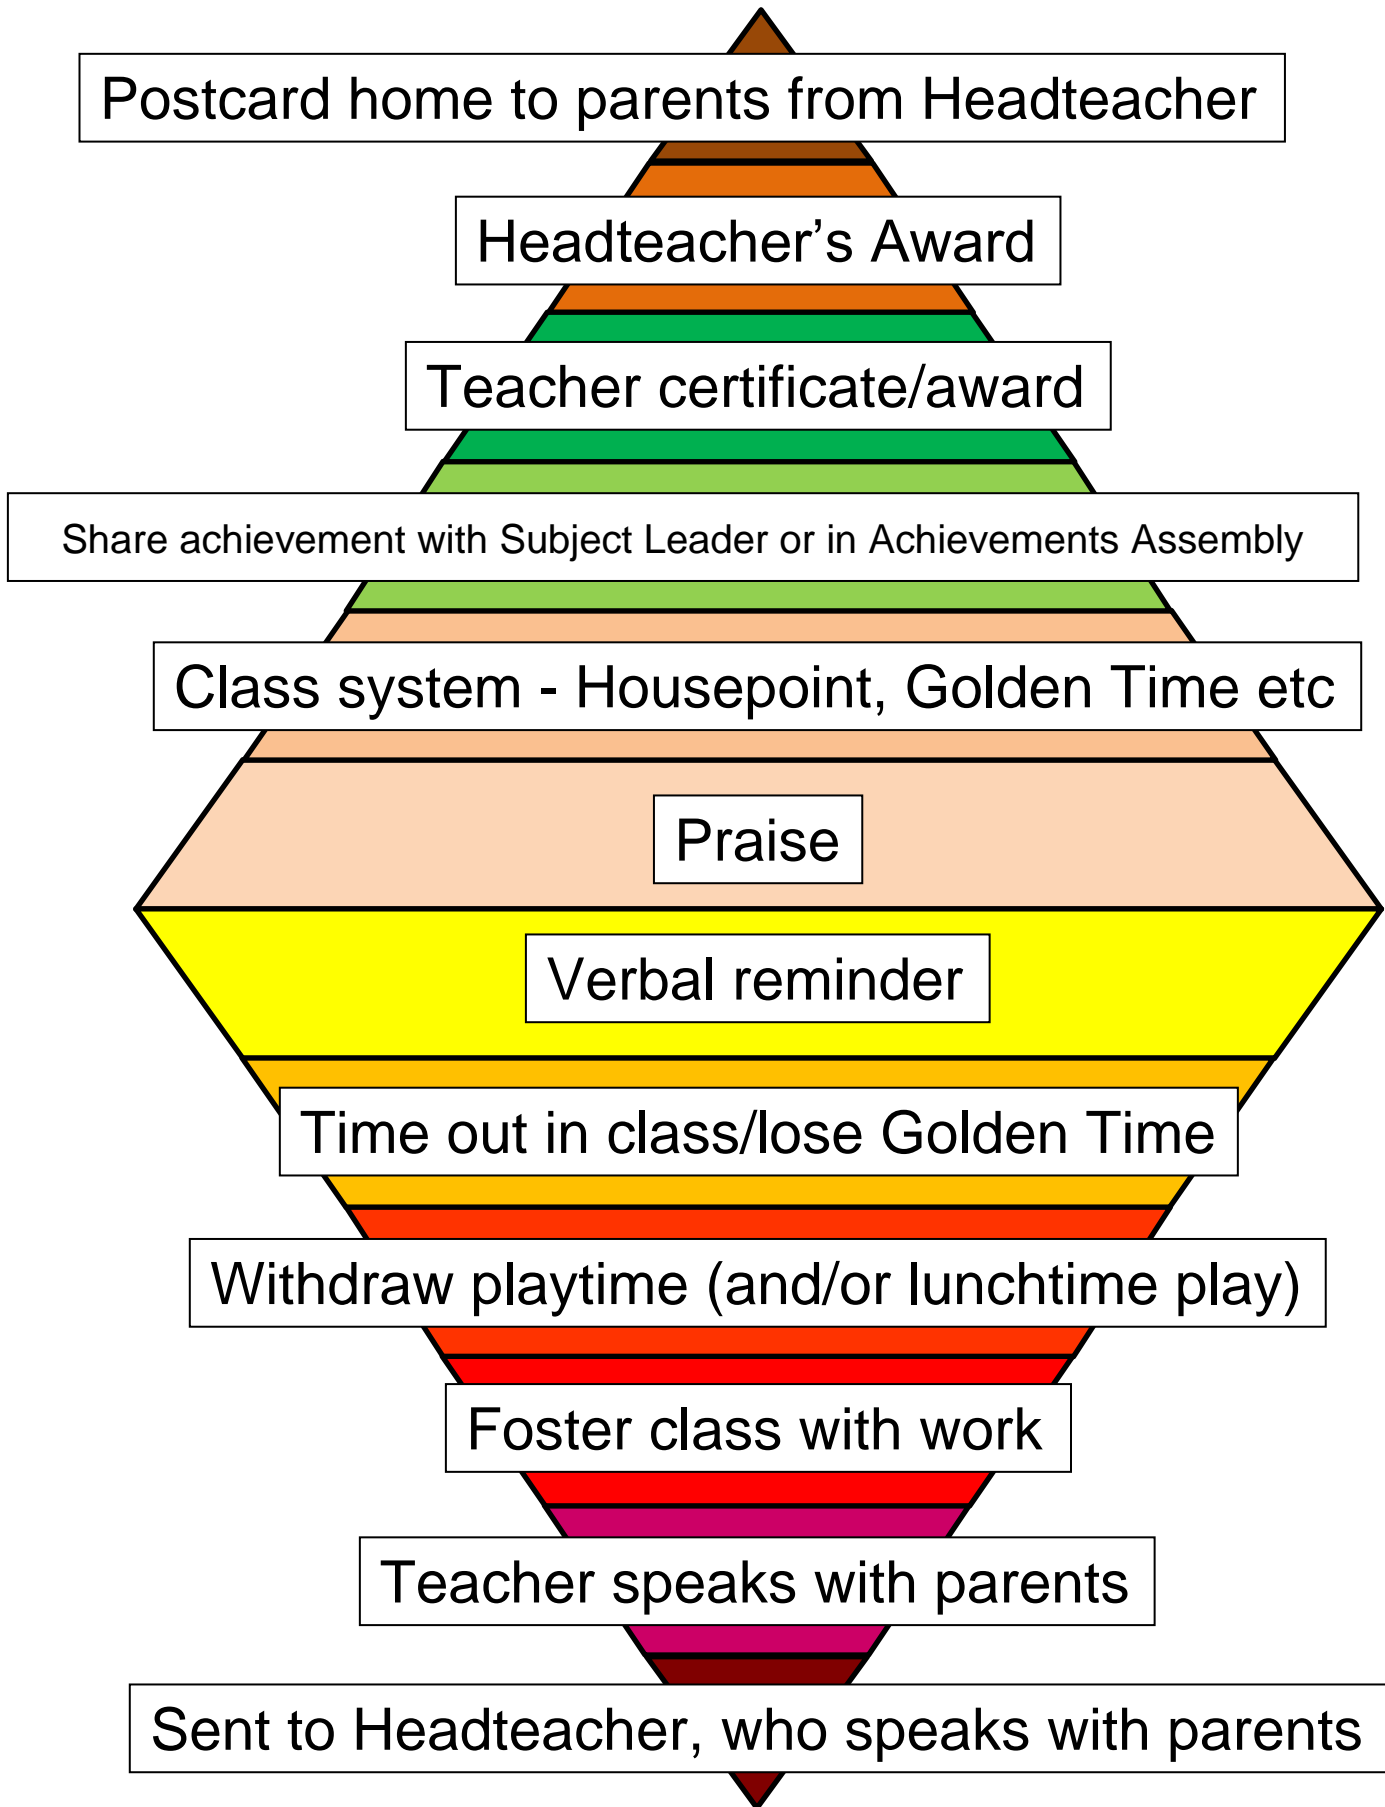 Postcard home to parents from Headteacher
Headteacher’s Award
Teacher certificate/award
Share achievement with Subject Leader or in Achievements Assembly
Class system - Housepoint, Golden Time etc
Praise
Verbal reminder
Time out in class/lose Golden Time
Withdraw playtime (and/or lunchtime play)
Foster class with work
Teacher speaks with parents
Sent to Headteacher, who speaks with parents